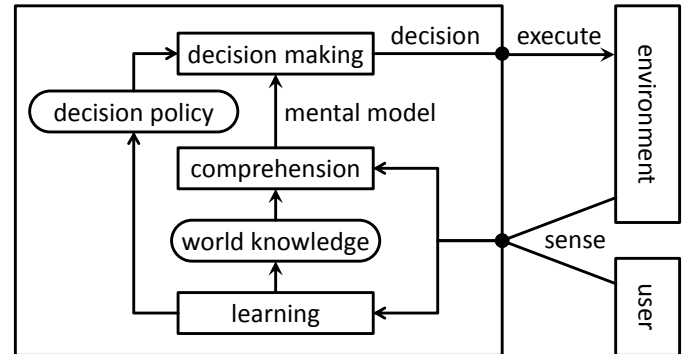 decision making
decision
execute
environment
decision policy
mental model
comprehension
world knowledge
sense
learning
user